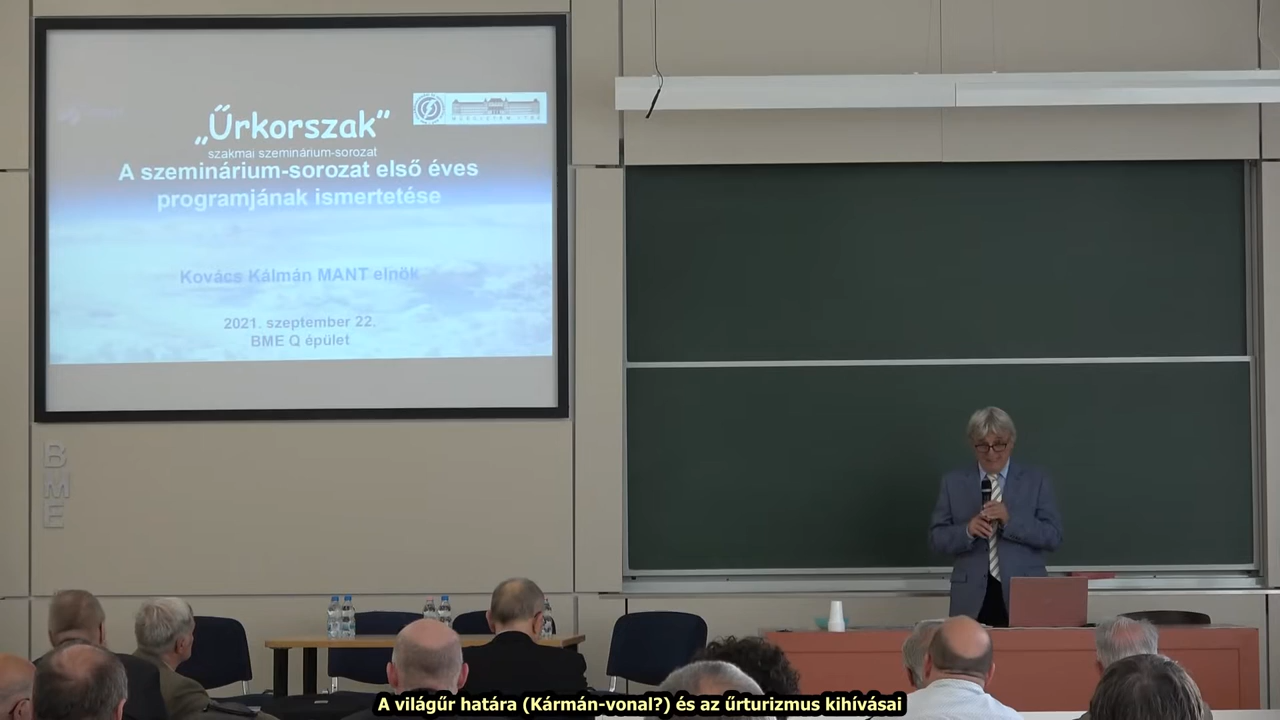 „Űrkorszak“
szakmai szeminárium-sorozat
A szeminárium-sorozat első éves
programjának ismertetése
Kovács Kálmán MANT elnök
2021. szeptember 22.
BME Q épület
BME
A világűr határa (Kármán-vonal?) és az űrturizmus kihívásai